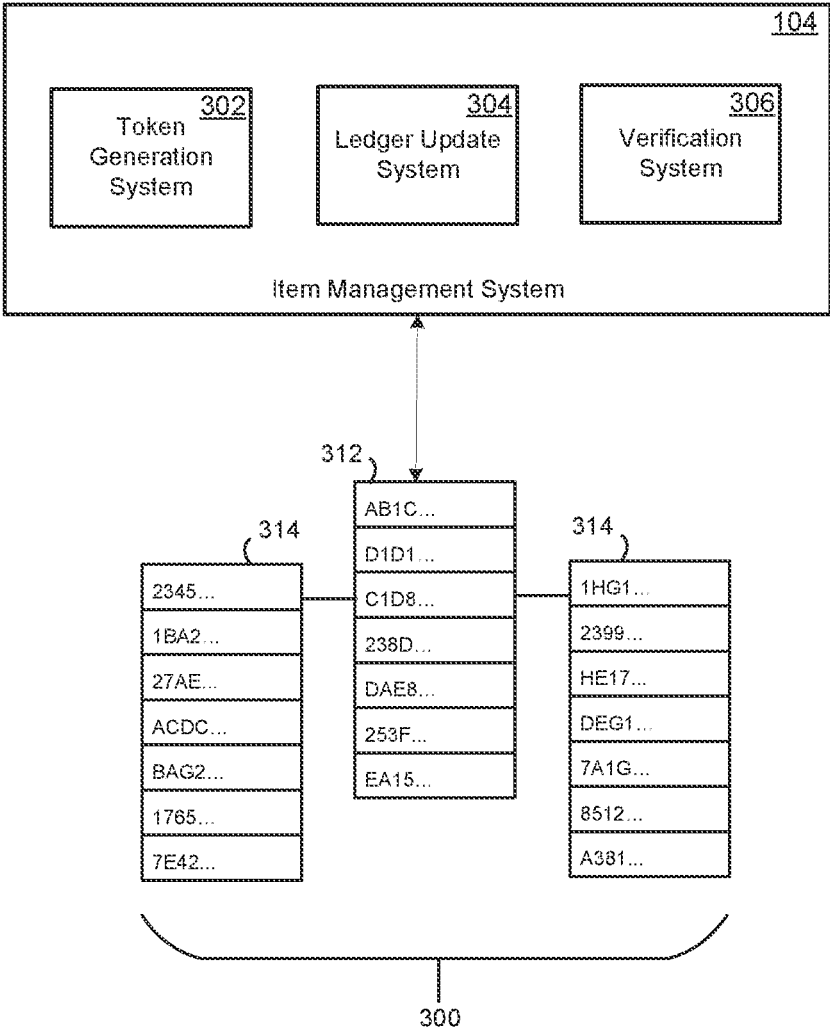 104
302
Token
Generation
System
304
Ledger Update
System
306
Verification
System
Item Management System
312
AB1C...
D1D1...
C1D8...
238D...
DAE8...
253F...
EA15...
314
2345...
1BA2...
27AE...
ACDC...
BAG2...
1765...
7E42...
314
1HG1...
2399...
HE17...
DEG1...
7A1G...
8512...
A381...
300